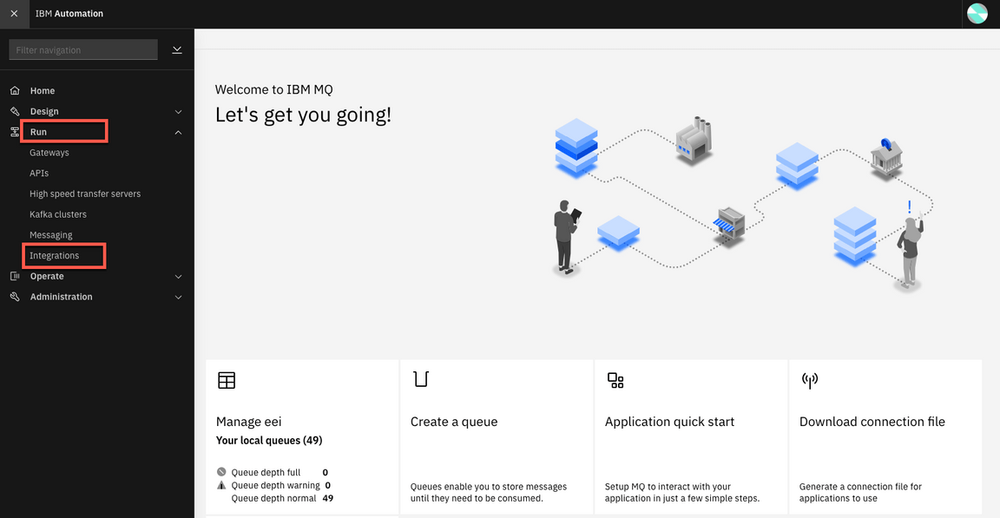 IBM Automation
Filter navigation
Home
Design
Run
Gateways
APIs
High speed transfer servers
Kafka clusters
Messaging
Integrations
Operate
Administration
Welcome to IBM MQ
Let's get you going!
Manage eei
Your local queues (49)
Queue depth full 0
Queue depth warning 0
Queue depth normal 49
Create a queue
Queues enable you to store messages
until they need to be consumed.
Application quick start
Setup MQ to interact with your
application in just a few simple steps.
Download connection file
Generate a connection file for
applications to use